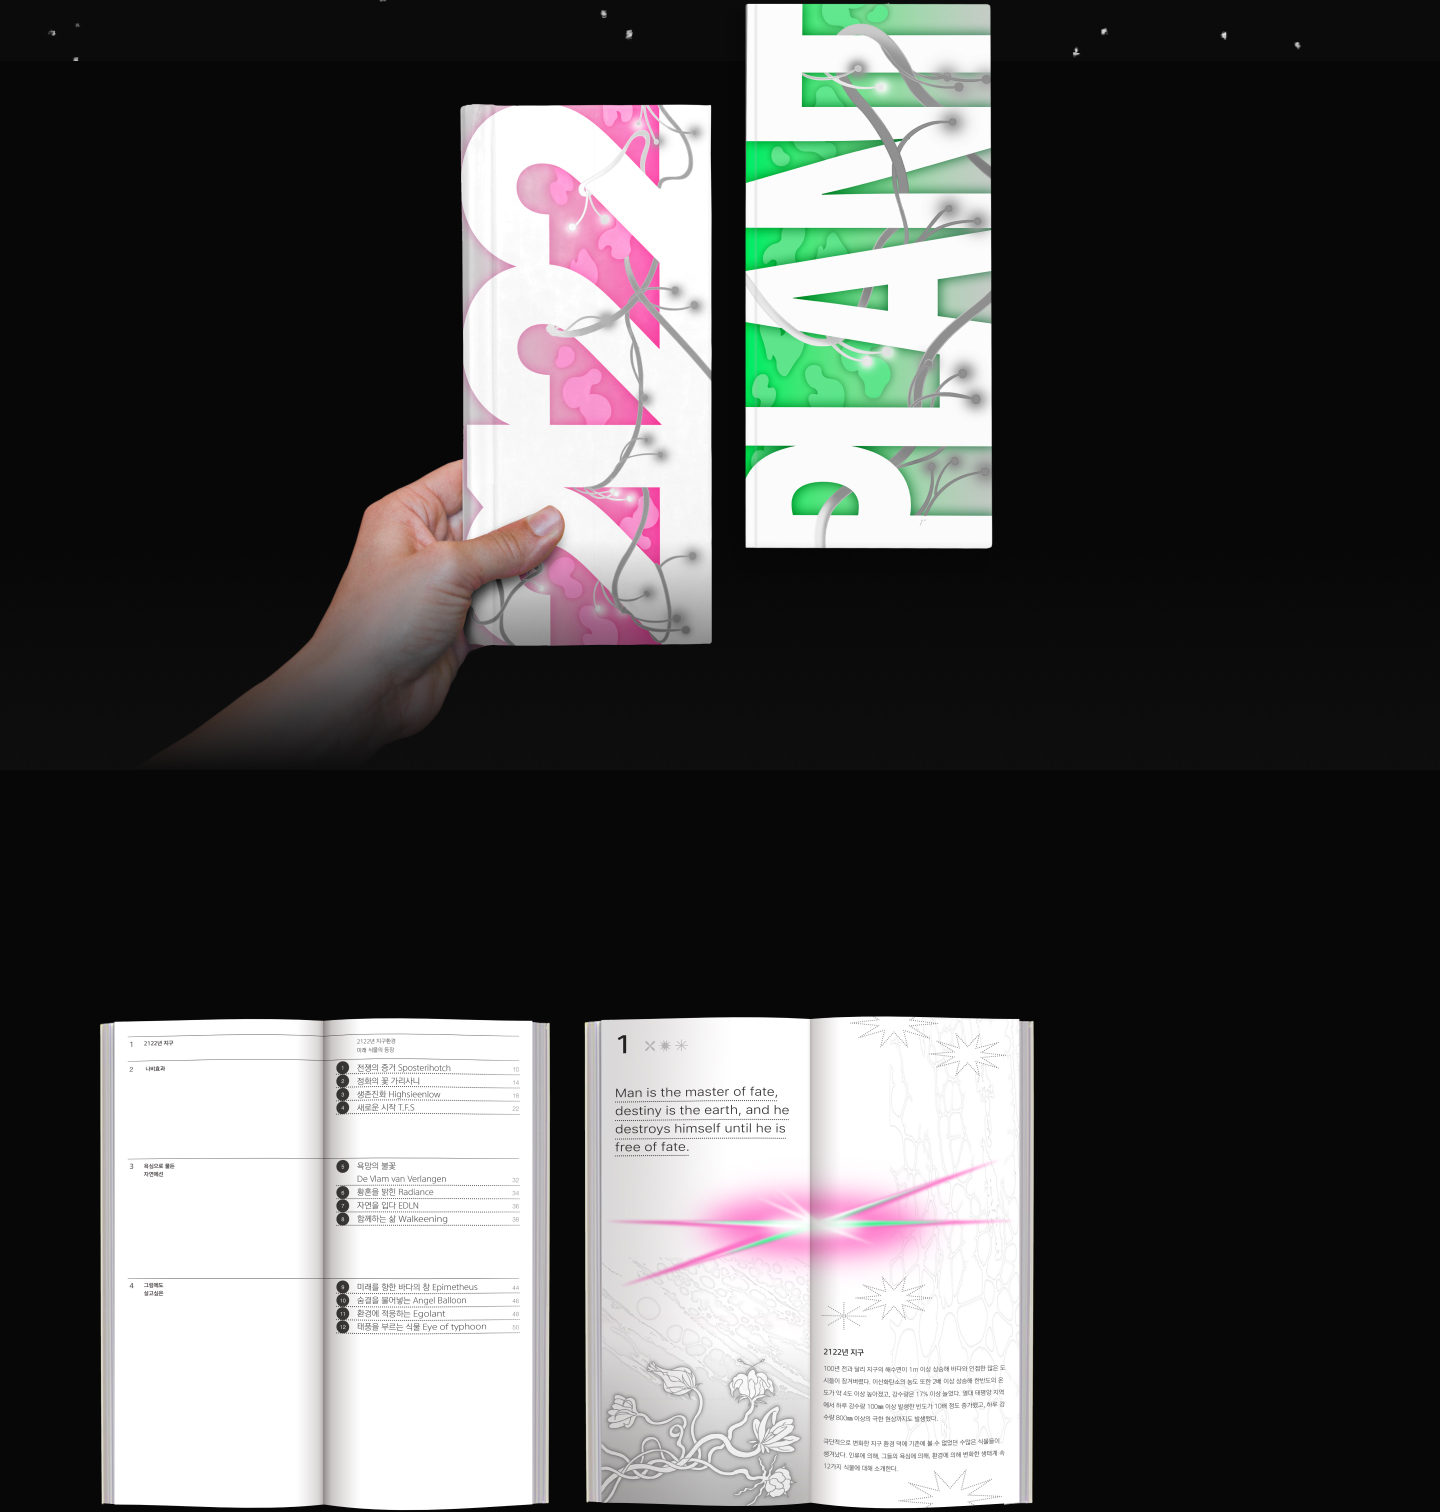 2122
PLANT
1 2122년 지구
2122년 지구환경
미래 식물의 등장
2 나비효과
1 전쟁의 증거 Sposterihotch 10
2 정화의 꽃 가리사니 14
3 생존진화 Highsieenlow 18
4 새로운 시작 T.F.S 22
3 욕심으로 물든
자연패션
5 욕망의 불꽃
De Vlam van Verlangen 32
6 황혼을 밝힌 Radiance 34
7 자연을 입다 EDLN 36
8 함께하는 삶 Walkeening 38
4 그럼에도
살고싶은
9 미래를 향한 바다의 창 Epimetheus 44
10 숨결을 불어넣는 Angel Balloon 46
11 환경에 적응하는 Egolant 48
12 태풍을 부르는 식물 Eye of typhoon 50
1
Man is the master of fate,
destiny is the earth, and he
destroys himself until he is
free of fate.
2122년 지구
100년 전과 달리 지구의 해수면이 1m 이상 상승해 바다와 인접한 많은 도
시들이 잠겨버렸다. 이산화탄소의 농도 또한 2배 이상 상승해 한반도의 온
도가 약 4도 이상 높아졌고, 강수량은 17% 이상 늘었다. 열대 태평양 지역
에서 하루 강수량 100㎜ 이상 발생한 빈도가 10배 정도 증가했고, 하루 강
수량 800㎜ 이상의 극한 현상까지도 발생했다.
극단적으로 변화한 지구 환경 덕에 기존에 볼 수 없었던 수많은 식물들이
생겨났다. 인류에 의해, 그들의 욕심에 의해, 환경에 의해 변화한 생태계 속
12가지 식물에 대해 소개한다.